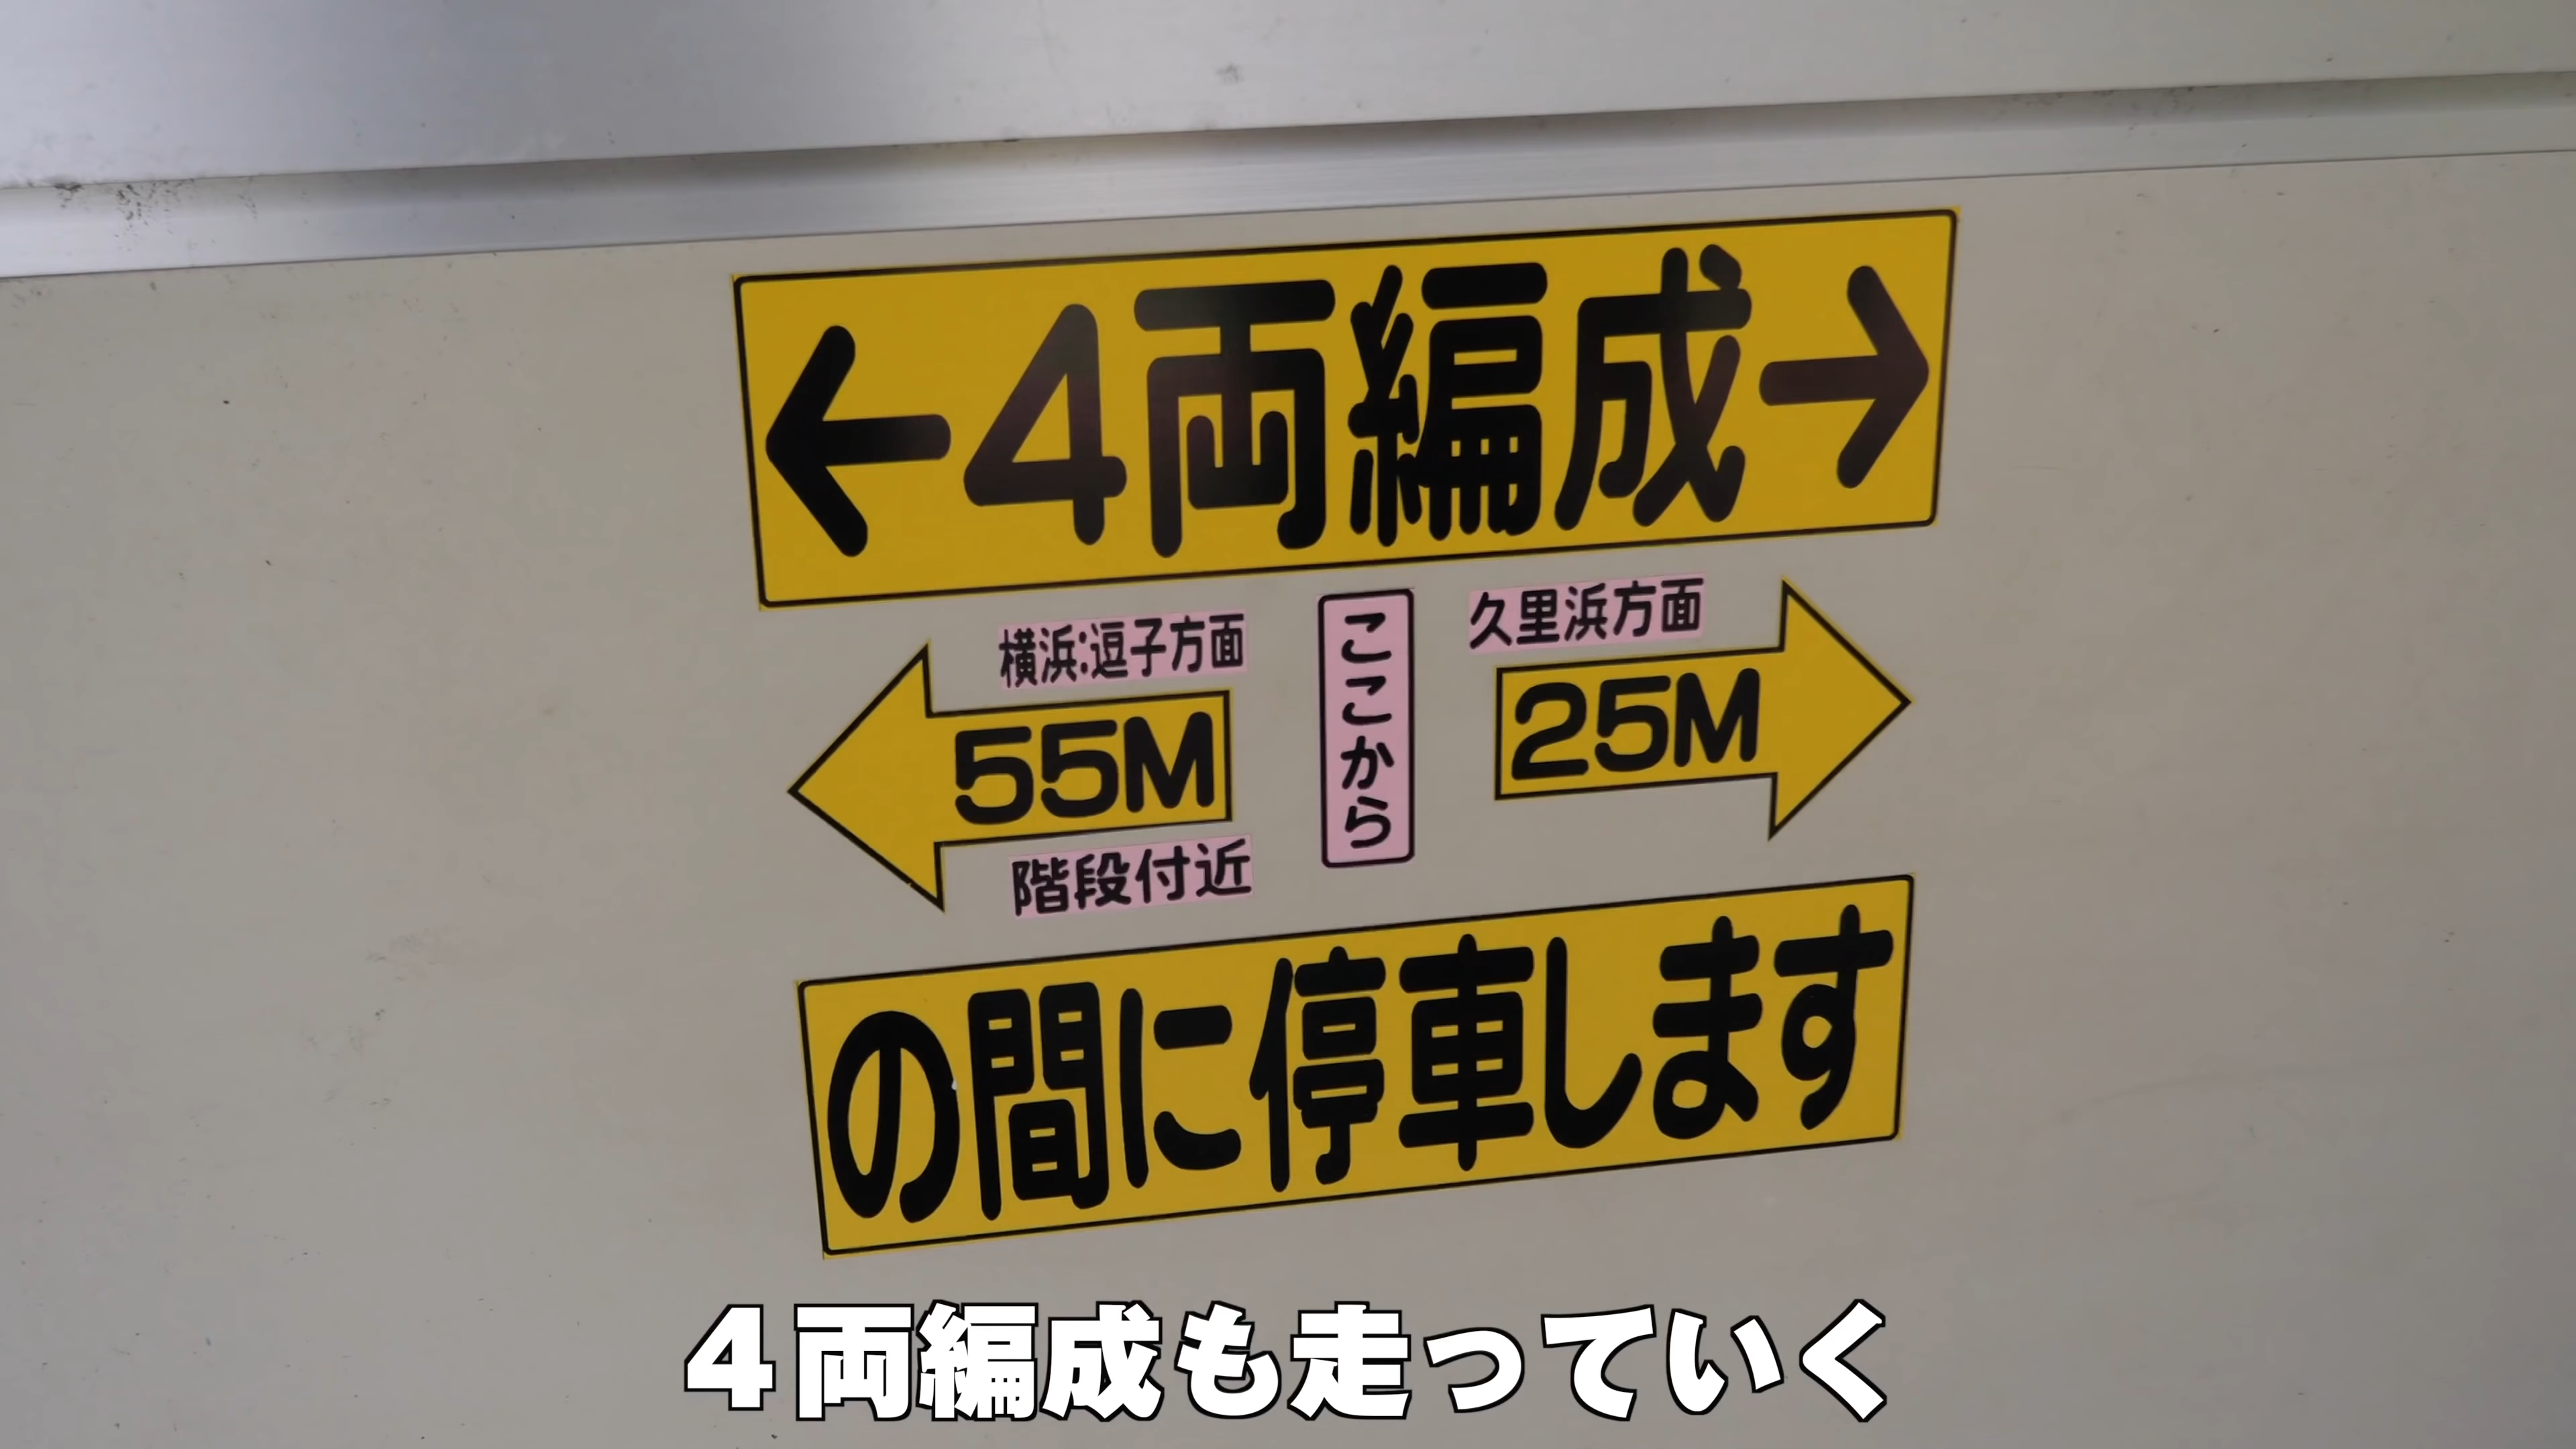 ←4両編成→
横浜:逗子方面
55M
階段付近
ここから
久里浜方面
25M
の間に停車します
4両編成も走っていく